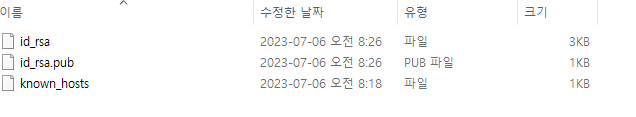 이름 수정한 날짜 유형 크기
id_rsa 2023-07-06 오전 8:26 파일 3KB
id_rsa.pub 2023-07-06 오전 8:26 PUB 파일 1KB
known_hosts 2023-07-06 오전 8:18 파일 1KB